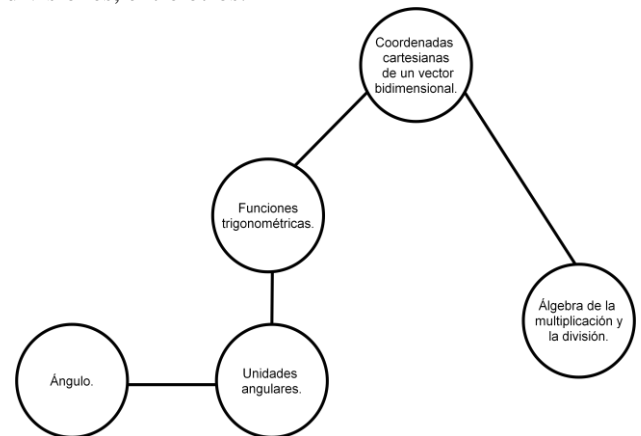 Coordenadas
cartesianas
de un vector
bidimensional.
Funciones
trigonométricas.
Álgebra de la
multiplicación y
la división.
Ángulo.
Unidades
angulares.